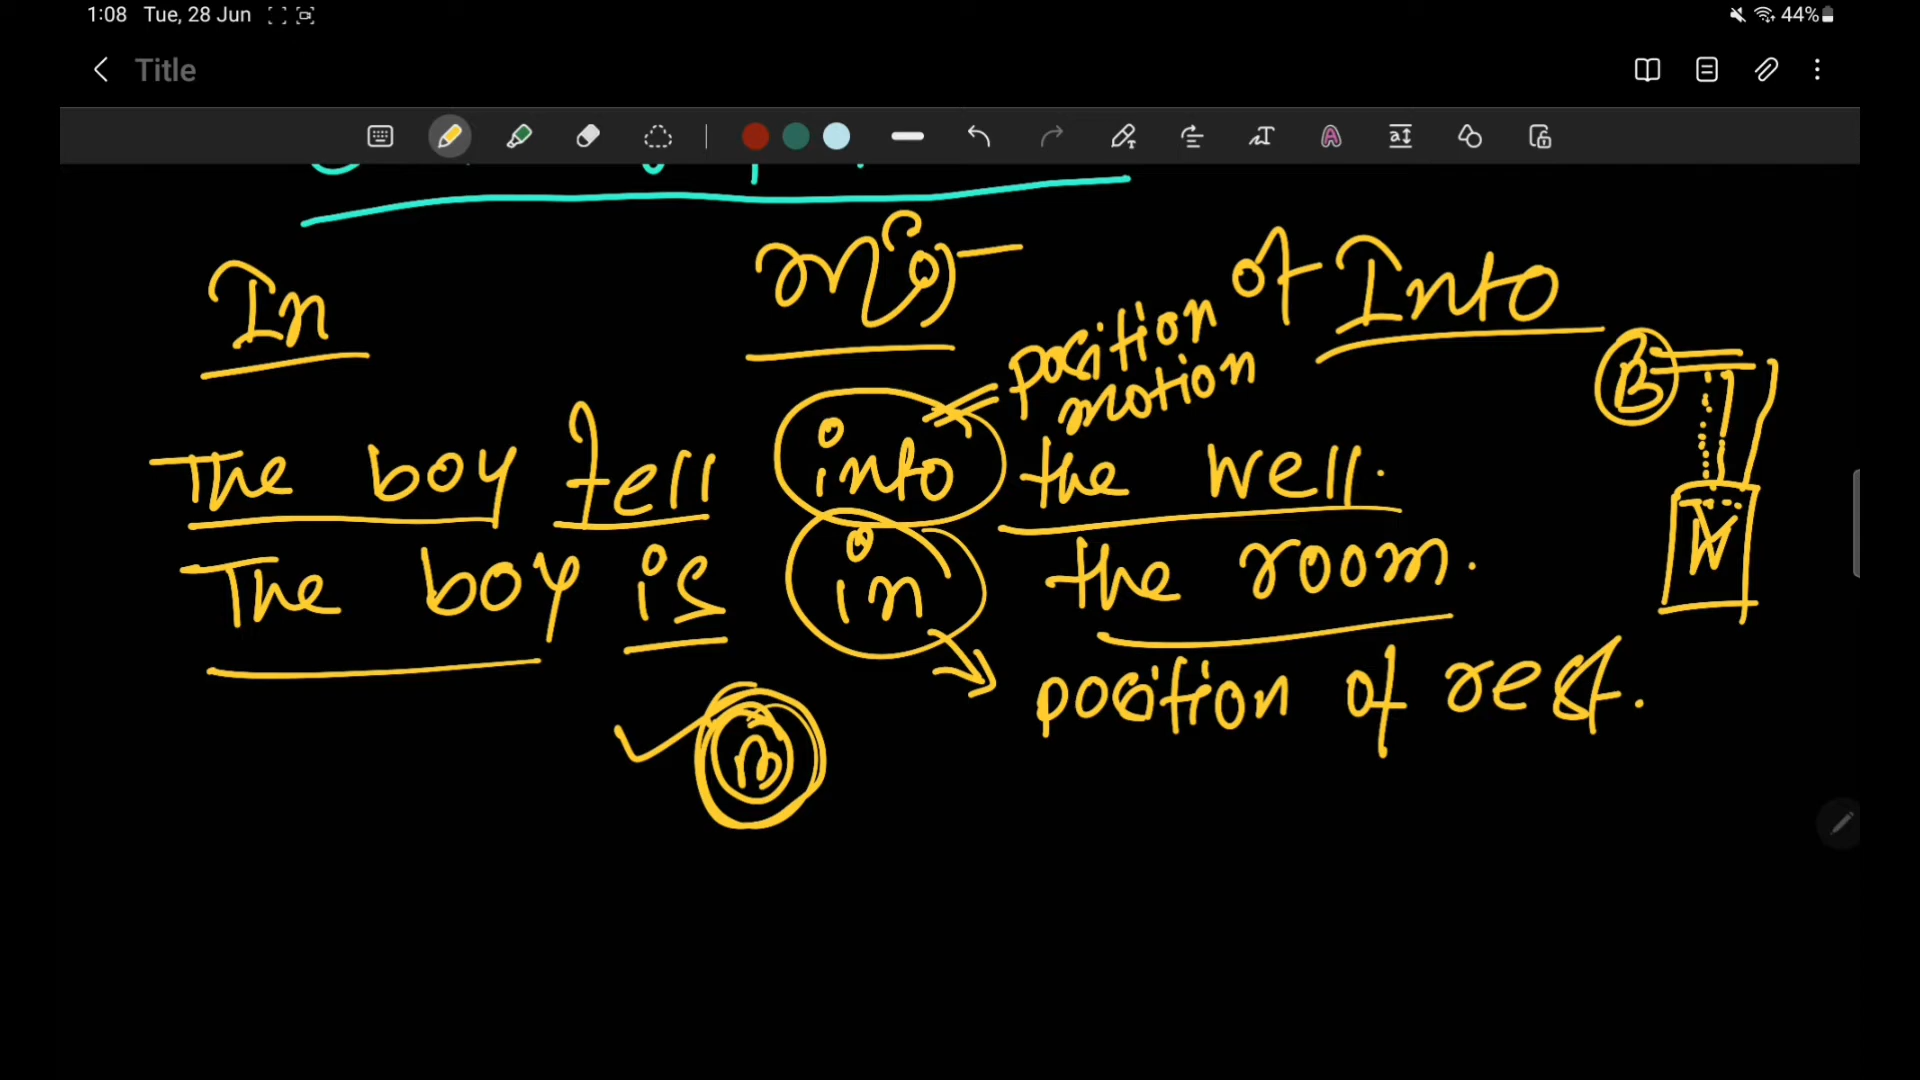 1:08 Tue, 28 Jun 44%
Title
In of Into
position
motion
B
The boy fell into the well.
W
The boy is in the room.
position of rest.